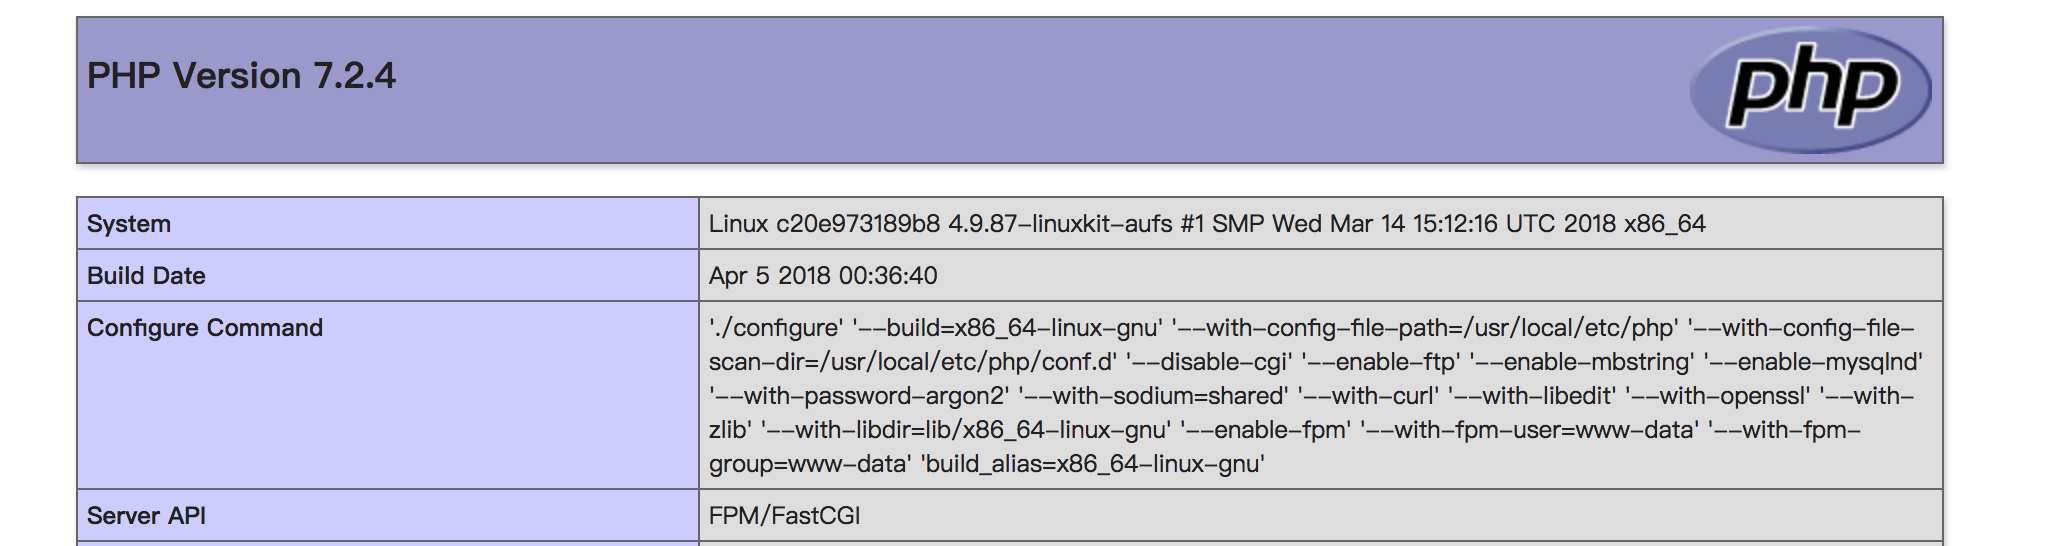 PHP Version 7.2.4
php
System
Linux c20e973189b8 4.9.87-linuxkit-aufs #1 SMP Wed Mar 14 15:12:16 UTC 2018 x86_64
Build Date
Apr 5 2018 00:36:40
Configure Command
'./configure' '--build=x86_64-linux-gnu' '--with-config-file-path=/usr/local/etc/php' '--with-config-file-
scan-dir=/usr/local/etc/php/conf.d' '--disable-cgi' '--enable-ftp' '--enable-mbstring' '--enable-mysqlnd'
'--with-password-argon2' '--with-sodium=shared' '--with-curl' '--with-libedit' '--with-openssl' '--with-
zlib' '--with-libdir=lib/x86_64-linux-gnu' '--enable-fpm' '--with-fpm-user=www-data' '--with-fpm-
group=www-data' 'build_alias=x86_64-linux-gnu'
Server API
FPM/FastCGI